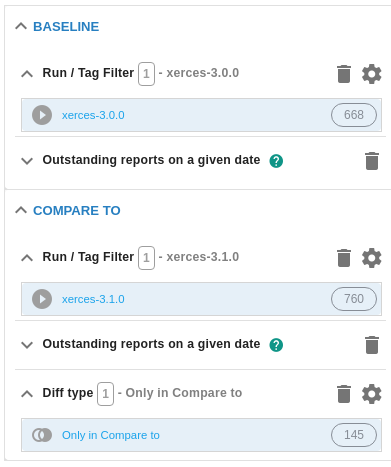 BASELINE
Run / Tag Filter 1 - xerces-3.0.0
xerces-3.0.0 668
Outstanding reports on a given date ?
COMPARE TO
Run / Tag Filter 1 - xerces-3.1.0
xerces-3.1.0 760
Outstanding reports on a given date ?
Diff type 1 - Only in Compare to
Only in Compare to 145